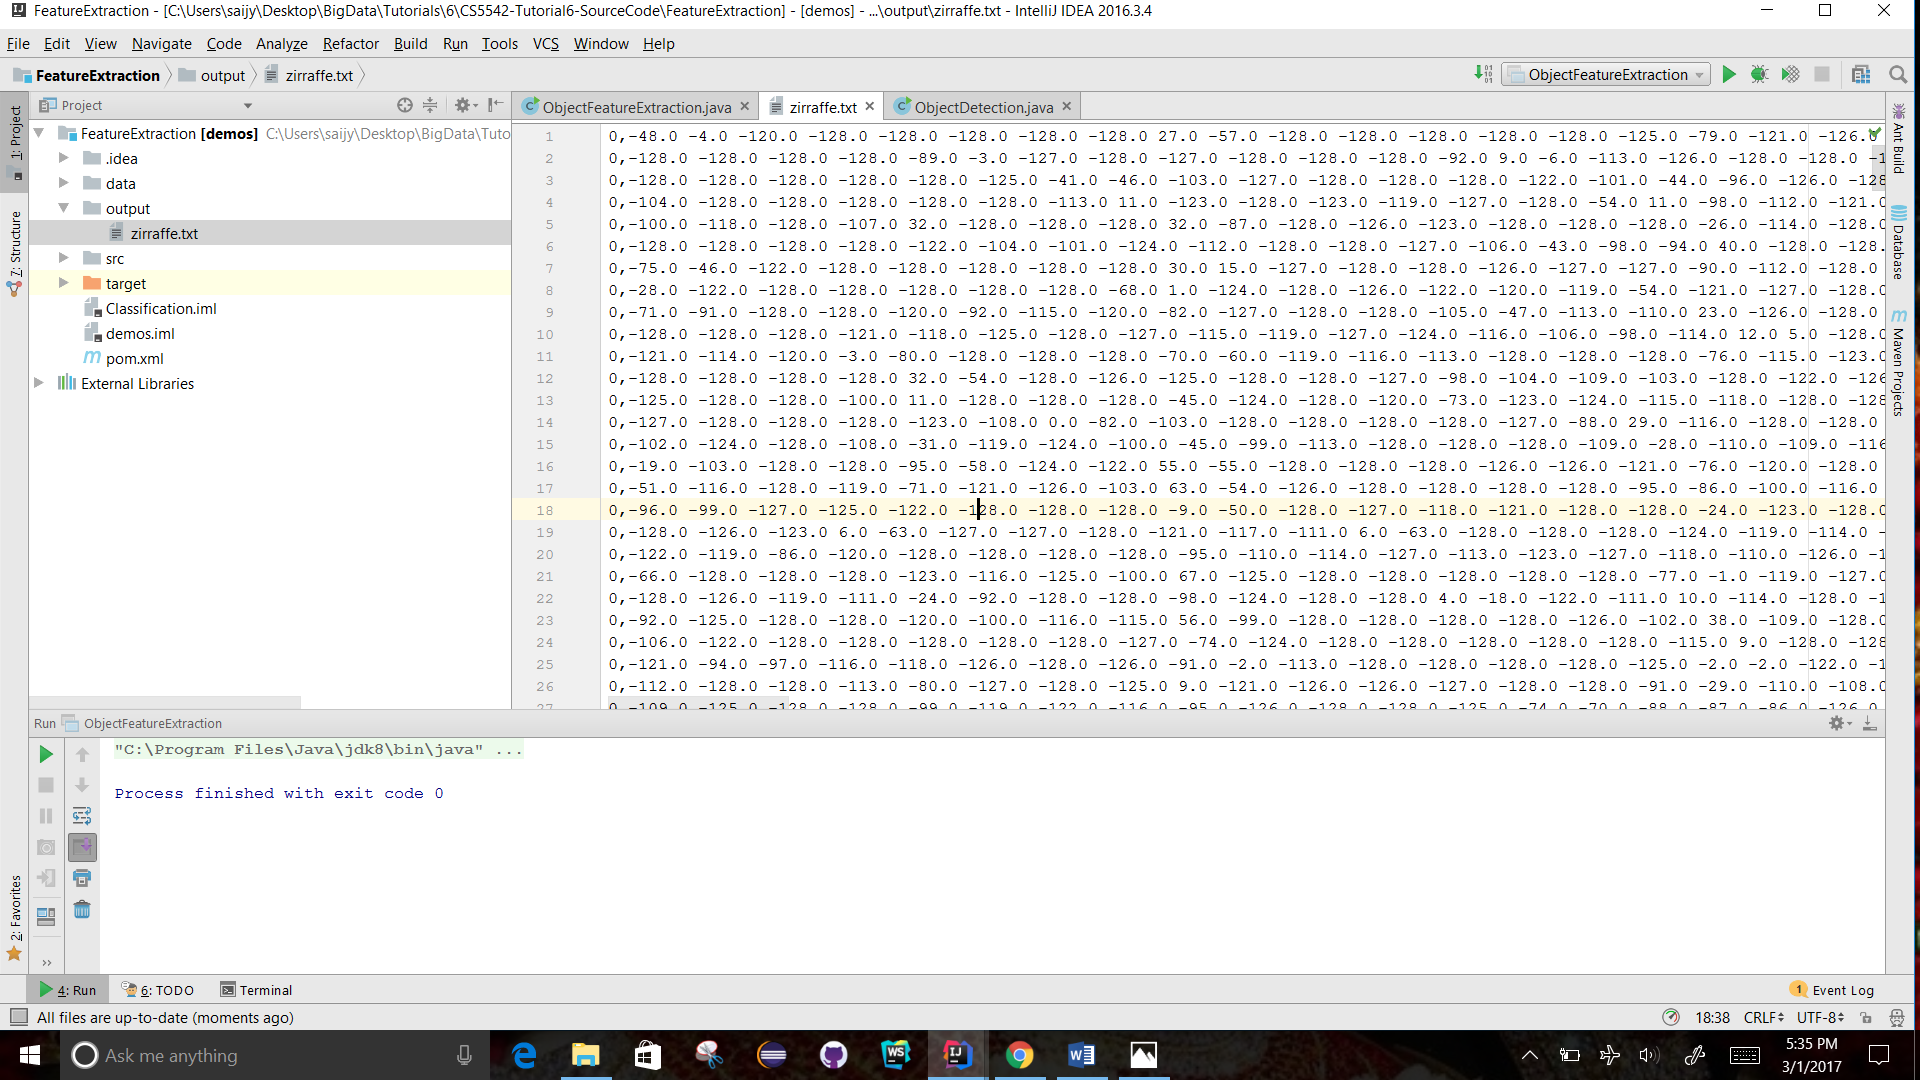 FeatureExtraction - [C:\Users\saijy\Desktop\BigData\Tutorials\6\CS5542-Tutorial6-SourceCode\FeatureExtraction] - [demos] - ...\output\zirraffe.txt - IntelliJ IDEA 2016.3.4
File Edit View Navigate Code Analyze Refactor Build Run Tools VCS Window Help
FeatureExtraction output zirraffe.txt ObjectFeatureExtraction
Project
ObjectFeatureExtraction.java zirraffe.txt ObjectDetection.java
FeatureExtraction [demos] C:\Users\saijy\Desktop\BigData\Tuto
.idea
data
output
zirraffe.txt
src
target
Classification.iml
demos.iml
pom.xml
External Libraries
1: Project
7: Structure
2: Favorites
1 0,-48.0 -4.0 -120.0 -128.0 -128.0 -128.0 -128.0 -128.0 27.0 -57.0 -128.0 -128.0 -128.0 -128.0 -128.0 -125.0 -79.0 -121.0 -126.0
2 0,-128.0 -128.0 -128.0 -128.0 -89.0 -3.0 -127.0 -128.0 -127.0 -128.0 -128.0 -128.0 -92.0 9.0 -6.0 -113.0 -126.0 -128.0 -128.0 -1
3 0,-128.0 -128.0 -128.0 -128.0 -128.0 -125.0 -41.0 -46.0 -103.0 -127.0 -128.0 -128.0 -128.0 -122.0 -101.0 -44.0 -96.0 -126.0 -128
4 0,-104.0 -128.0 -128.0 -128.0 -128.0 -128.0 -113.0 11.0 -123.0 -128.0 -123.0 -119.0 -127.0 -128.0 -54.0 11.0 -98.0 -112.0 -121.0
5 0,-100.0 -118.0 -128.0 -107.0 32.0 -128.0 -128.0 -128.0 32.0 -87.0 -128.0 -126.0 -123.0 -128.0 -128.0 -128.0 -26.0 -114.0 -128.0
6 0,-128.0 -128.0 -128.0 -128.0 -122.0 -104.0 -101.0 -124.0 -112.0 -128.0 -128.0 -127.0 -106.0 -43.0 -98.0 -94.0 40.0 -128.0 -128.
7 0,-75.0 -46.0 -122.0 -128.0 -128.0 -128.0 -128.0 -128.0 30.0 15.0 -127.0 -128.0 -128.0 -126.0 -127.0 -127.0 -90.0 -112.0 -128.0
8 0,-28.0 -122.0 -128.0 -128.0 -128.0 -128.0 -128.0 -68.0 1.0 -124.0 -128.0 -126.0 -122.0 -120.0 -119.0 -54.0 -121.0 -127.0 -128.0
9 0,-71.0 -91.0 -128.0 -128.0 -120.0 -92.0 -115.0 -120.0 -82.0 -127.0 -128.0 -128.0 -105.0 -47.0 -113.0 -110.0 23.0 -126.0 -128.0
10 0,-128.0 -128.0 -128.0 -121.0 -118.0 -125.0 -128.0 -127.0 -115.0 -119.0 -127.0 -124.0 -116.0 -106.0 -98.0 -114.0 12.0 5.0 -128.0
11 0,-121.0 -114.0 -120.0 -3.0 -80.0 -128.0 -128.0 -128.0 -70.0 -60.0 -119.0 -116.0 -113.0 -128.0 -128.0 -128.0 -76.0 -115.0 -123.0
12 0,-128.0 -128.0 -128.0 -128.0 32.0 -54.0 -128.0 -126.0 -125.0 -128.0 -128.0 -127.0 -98.0 -104.0 -109.0 -103.0 -128.0 -122.0 -126
13 0,-125.0 -128.0 -128.0 -100.0 11.0 -128.0 -128.0 -128.0 -45.0 -124.0 -128.0 -120.0 -73.0 -123.0 -124.0 -115.0 -118.0 -128.0 -128
14 0,-127.0 -128.0 -128.0 -128.0 -123.0 -108.0 0.0 -82.0 -103.0 -128.0 -128.0 -128.0 -128.0 -127.0 -88.0 29.0 -116.0 -128.0 -128.0
15 0,-102.0 -124.0 -128.0 -108.0 -31.0 -119.0 -124.0 -100.0 -45.0 -99.0 -113.0 -128.0 -128.0 -128.0 -109.0 -28.0 -110.0 -109.0 -116
16 0,-19.0 -103.0 -128.0 -128.0 -95.0 -58.0 -124.0 -122.0 55.0 -55.0 -128.0 -128.0 -128.0 -126.0 -126.0 -121.0 -76.0 -120.0 -128.0
17 0,-51.0 -116.0 -128.0 -119.0 -71.0 -121.0 -126.0 -103.0 63.0 -54.0 -126.0 -128.0 -128.0 -128.0 -128.0 -95.0 -86.0 -100.0 -116.0
18 0,-96.0 -99.0 -127.0 -125.0 -122.0 -128.0 -128.0 -128.0 -9.0 -50.0 -128.0 -127.0 -118.0 -121.0 -128.0 -128.0 -24.0 -123.0 -128.0
19 0,-128.0 -126.0 -123.0 6.0 -63.0 -127.0 -127.0 -128.0 -121.0 -117.0 -111.0 6.0 -63.0 -128.0 -128.0 -128.0 -124.0 -119.0 -114.0 -
20 0,-122.0 -119.0 -86.0 -120.0 -128.0 -128.0 -128.0 -128.0 -95.0 -110.0 -114.0 -127.0 -113.0 -123.0 -127.0 -118.0 -110.0 -126.0 -1
21 0,-66.0 -128.0 -128.0 -128.0 -123.0 -116.0 -125.0 -100.0 67.0 -125.0 -128.0 -128.0 -128.0 -128.0 -128.0 -77.0 -1.0 -119.0 -127.0
22 0,-128.0 -126.0 -119.0 -111.0 -24.0 -92.0 -128.0 -128.0 -98.0 -124.0 -128.0 -128.0 4.0 -18.0 -122.0 -111.0 10.0 -114.0 -128.0 -1
23 0,-92.0 -125.0 -128.0 -128.0 -120.0 -100.0 -116.0 -115.0 56.0 -99.0 -128.0 -128.0 -128.0 -128.0 -126.0 -102.0 38.0 -109.0 -128.0
24 0,-106.0 -122.0 -128.0 -128.0 -128.0 -128.0 -128.0 -127.0 -74.0 -124.0 -128.0 -128.0 -128.0 -128.0 -128.0 -115.0 9.0 -128.0 -128
25 0,-121.0 -94.0 -97.0 -116.0 -118.0 -126.0 -128.0 -126.0 -91.0 -2.0 -113.0 -128.0 -128.0 -128.0 -128.0 -125.0 -2.0 -2.0 -122.0 -1
26 0,-112.0 -128.0 -128.0 -113.0 -80.0 -127.0 -128.0 -125.0 9.0 -121.0 -126.0 -126.0 -127.0 -128.0 -128.0 -91.0 -29.0 -110.0 -108.0
27 0,-109.0 -125.0 -128.0 -128.0 -99.0 -119.0 -122.0 -116.0 -95.0 -126.0 -128.0 -128.0 -125.0 -74.0 -70.0 -88.0 -87.0 -86.0 -126.0
Ant Build
Database
Maven Projects
Run ObjectFeatureExtraction
"C:\Program Files\Java\jdk8\bin\java" ...
Process finished with exit code 0
4: Run 6: TODO Terminal 1 Event Log
All files are up-to-date (moments ago) 18:38 CRLF UTF-8
Ask me anything
5:35 PM
3/1/2017